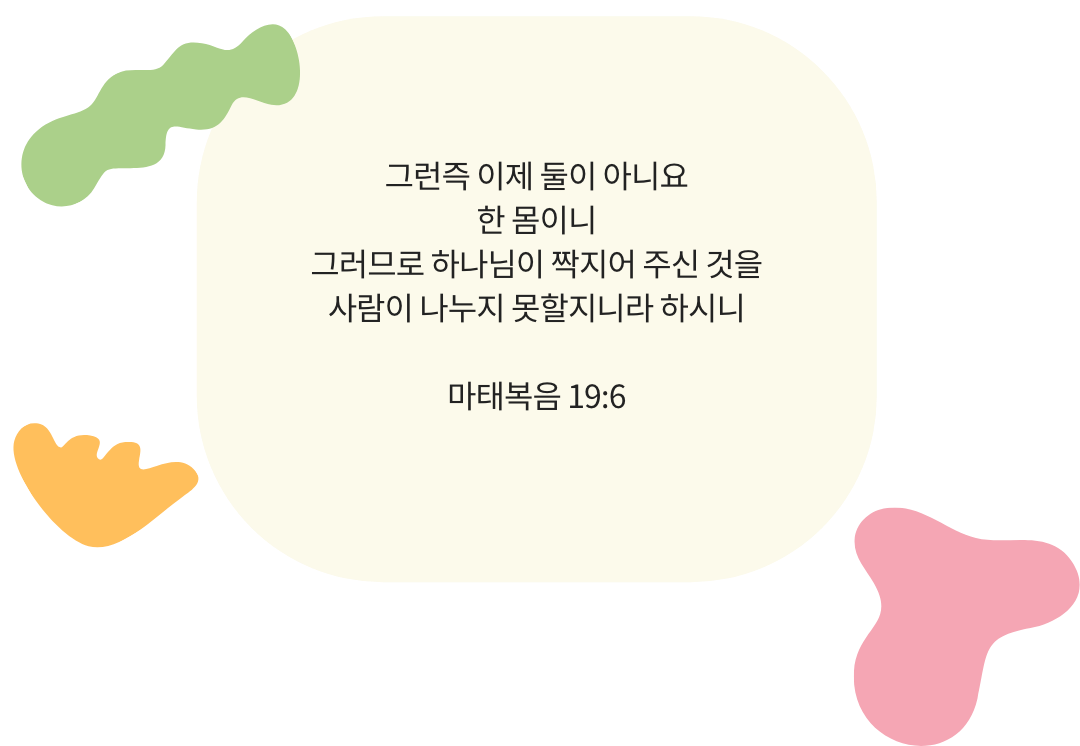 그런즉 이제 둘이 아니요
한 몸이니
그러므로 하나님이 짝지어 주신 것을
사람이 나누지 못할지니라 하시니
마태복음 19:6